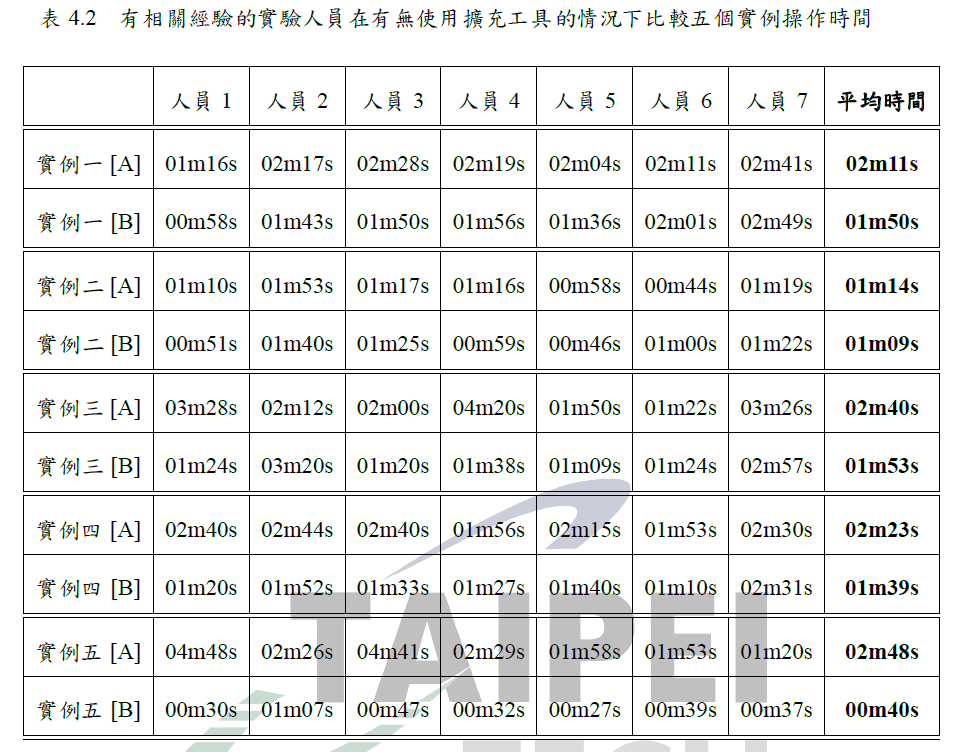 表 4.2 有相關經驗的實驗人員在有無使用擴充工具的情況下比較五個實例操作時間
人員 1 人員 2 人員 3 人員 4 人員 5 人員 6 人員 7 平均時間
實例一 [A] 01m16s 02m17s 02m28s 02m19s 02m04s 02m11s 02m41s 02m11s
實例一 [B] 00m58s 01m43s 01m50s 01m56s 01m36s 02m01s 02m49s 01m50s
實例二 [A] 01m10s 01m53s 01m17s 01m16s 00m58s 00m44s 01m19s 01m14s
實例二 [B] 00m51s 01m40s 01m25s 00m59s 00m46s 01m00s 01m22s 01m09s
實例三 [A] 03m28s 02m12s 02m00s 04m20s 01m50s 01m22s 03m26s 02m40s
實例三 [B] 01m24s 03m20s 01m20s 01m38s 01m09s 01m24s 02m57s 01m53s
實例四 [A] 02m40s 02m44s 02m40s 01m56s 02m15s 01m53s 02m30s 02m23s
實例四 [B] 01m20s 01m52s 01m33s 01m27s 01m40s 01m10s 02m31s 01m39s
實例五 [A] 04m48s 02m26s 04m41s 02m29s 01m58s 01m53s 01m20s 02m48s
實例五 [B] 00m30s 01m07s 00m47s 00m32s 00m27s 00m39s 00m37s 00m40s
TAIPEI
TECH